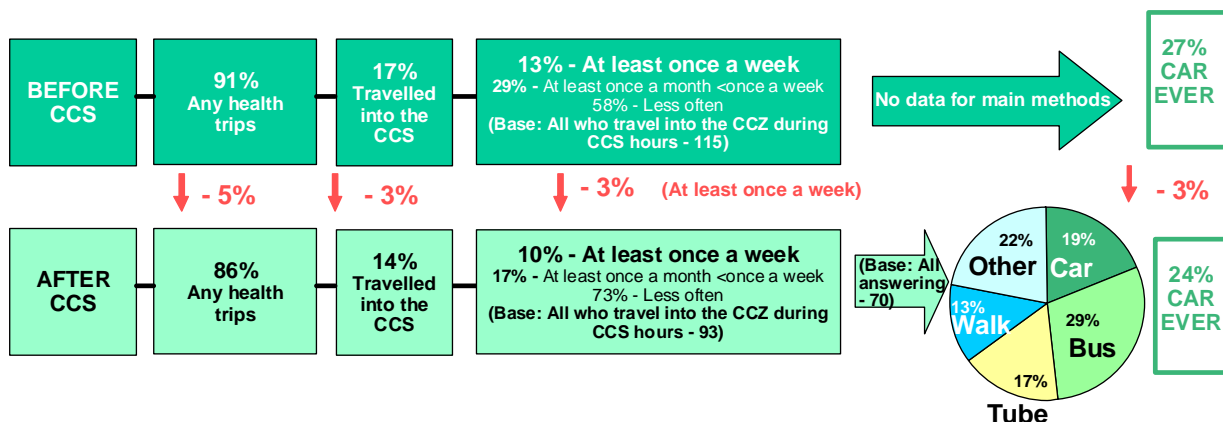 BEFORE
CCS
91%
Any health
trips
17%
Travelled
into the
CCS
13% - At least once a week
29% - At least once a month <once a week
58% - Less often
(Base: All who travel into the CCZ during
CCS hours - 115)
No data for main methods
27%
CAR
EVER
- 5%
- 3%
- 3%
(At least once a week)
- 3%
AFTER
CCS
86%
Any health
trips
14%
Travelled
into the
CCS
10% - At least once a week
17% - At least once a month <once a week
73% - Less often
(Base: All who travel into the CCZ during
CCS hours - 93)
(Base: All
answering
- 70)
22%
Other
19%
Car
13%
Walk
29%
Bus
17%
Tube
24%
CAR
EVER